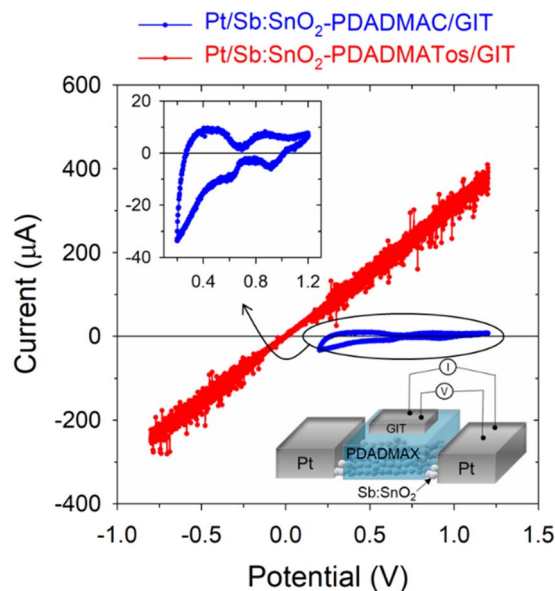 Pt/Sb:SnO₂-PDADMAC/GIT
Pt/Sb:SnO₂-PDADMATos/GIT
600
400
200
0
-200
-400
Current (µA)
20
0
-20
-40
0.4 0.8 1.2
I
V
GIT
PDADMAX
Pt
Pt
Sb:SnO₂
-1.0 -0.5 0.0 0.5 1.0 1.5
Potential (V)